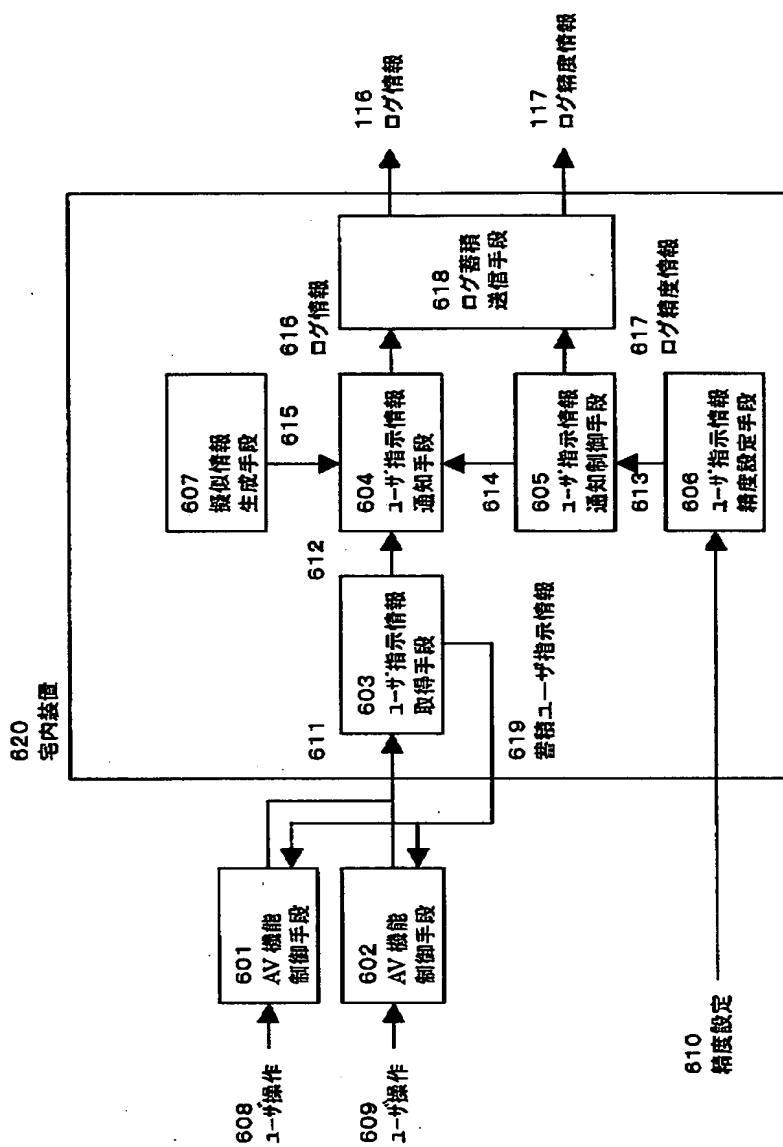 620
宅内装置
608
ユーザ操作
601
AV 機能
制御手段
609
ユーザ操作
602
AV 機能
制御手段
611
603
ユーザ指示情報
取得手段
619
蓄積ユーザ指示情報
612
607
擬似情報
生成手段
615
604
ユーザ指示情報
通知手段
614
605
ユーザ指示情報
通知制御手段
613
606
ユーザ指示情報
精度設定手段
610
精度設定
616
ログ情報
617
ログ精度情報
618
ログ蓄積
送信手段
116
ログ情報
117
ログ精度情報